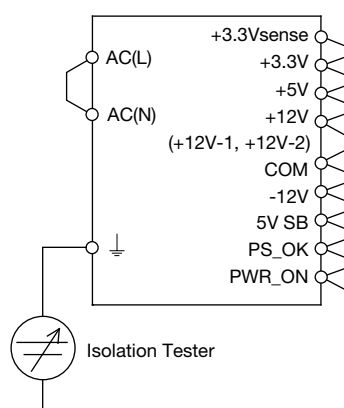 +3.3Vsense
AC(L)
+3.3V
+5V
AC(N)
+12V
(+12V-1, +12V-2)
COM
-12V
5V SB
PS_OK
PWR_ON
Isolation Tester